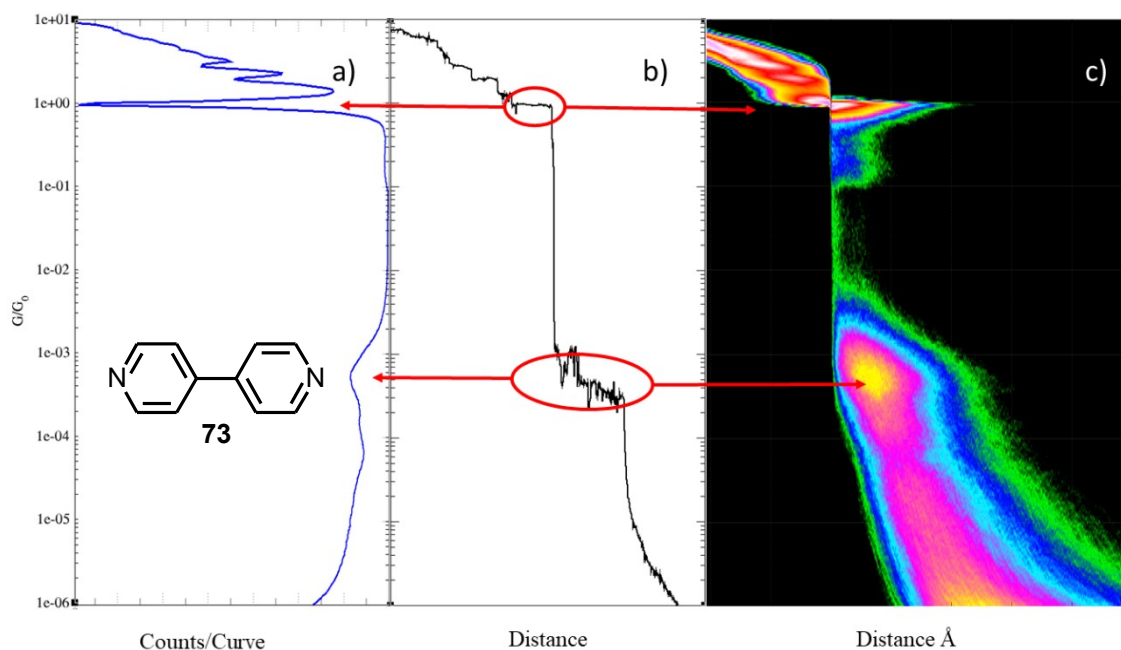 a)
b)
c)
1e+01
1e+00
1e-01
1e-02
1e-03
1e-04
1e-05
1e-06
G/G₀
N
N
73
Counts/Curve
Distance
Distance Å